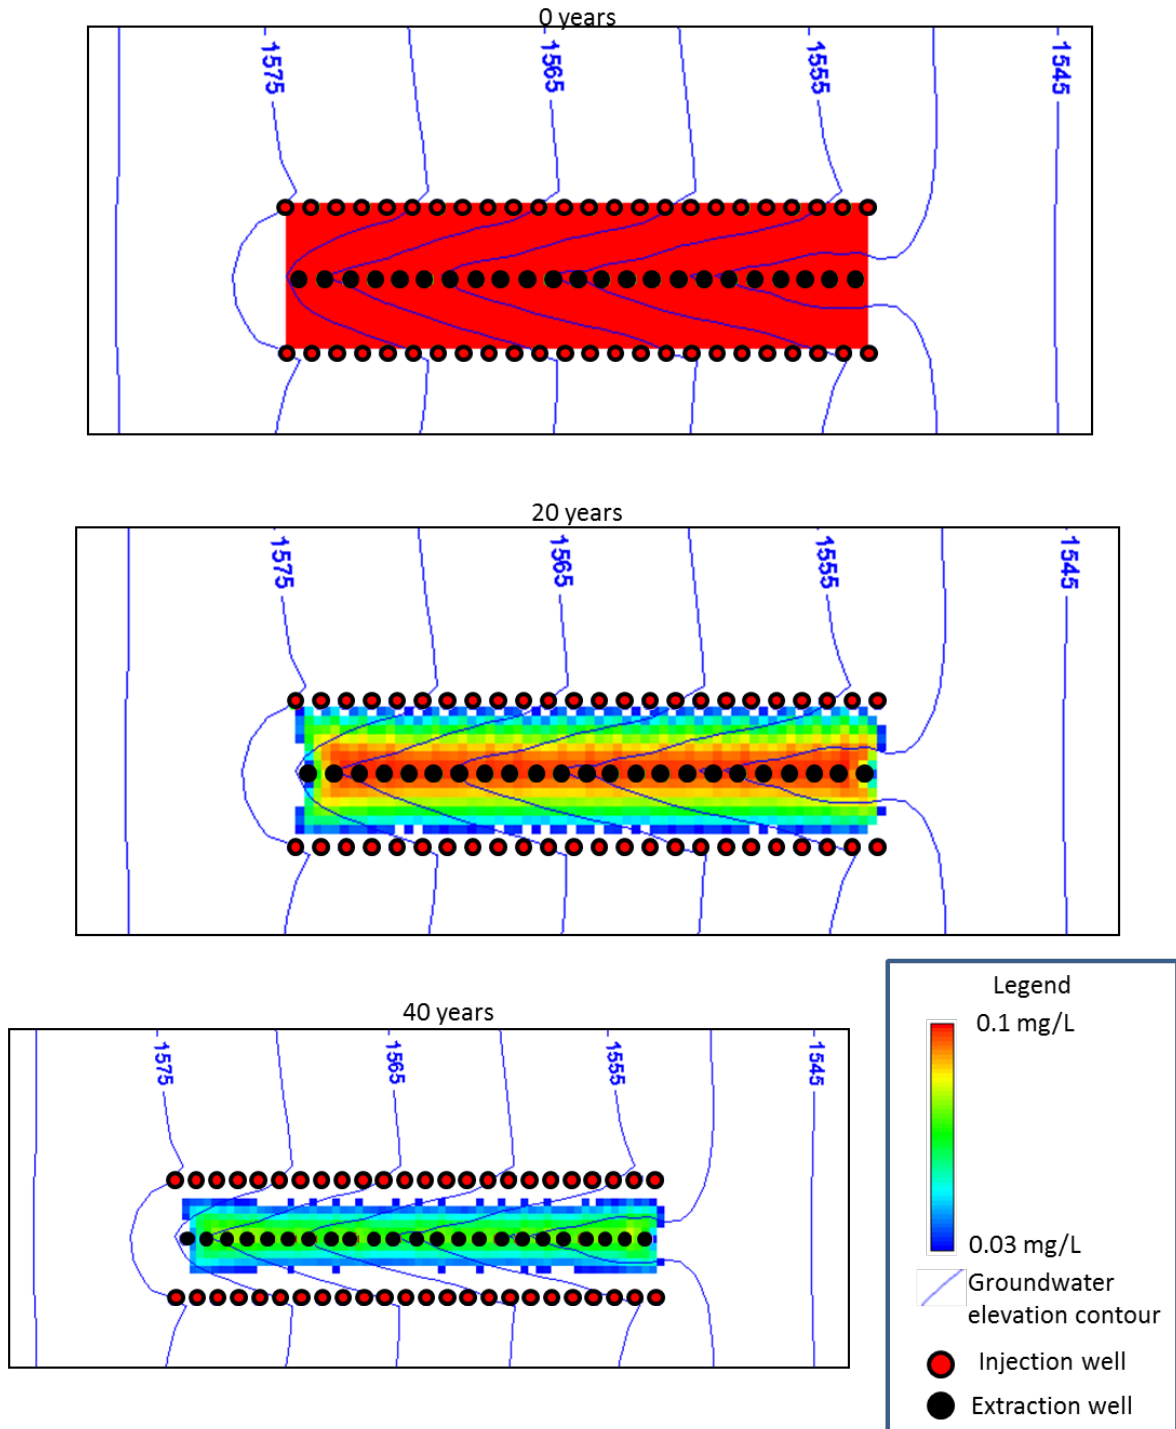 0 years
1575
1565
1555
1545
20 years
1575
1565
1555
1545
40 years
1575
1565
1555
1545
Legend
0.1 mg/L
0.03 mg/L
Groundwater
elevation contour
Injection well
Extraction well